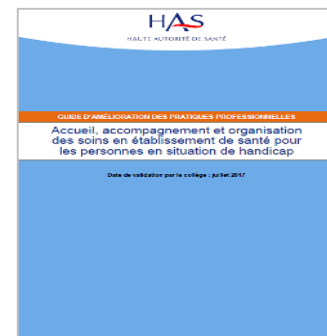 HAS
HAUTE AUTORITÉ DE SANTÉ
GUIDE D'AMÉLIORATION DES PRATIQUES PROFESSIONNELLES
Accueil, accompagnement et organisation
des soins en établissement de santé pour
les personnes en situation de handicap
Date de validation par le collège : juillet 2017